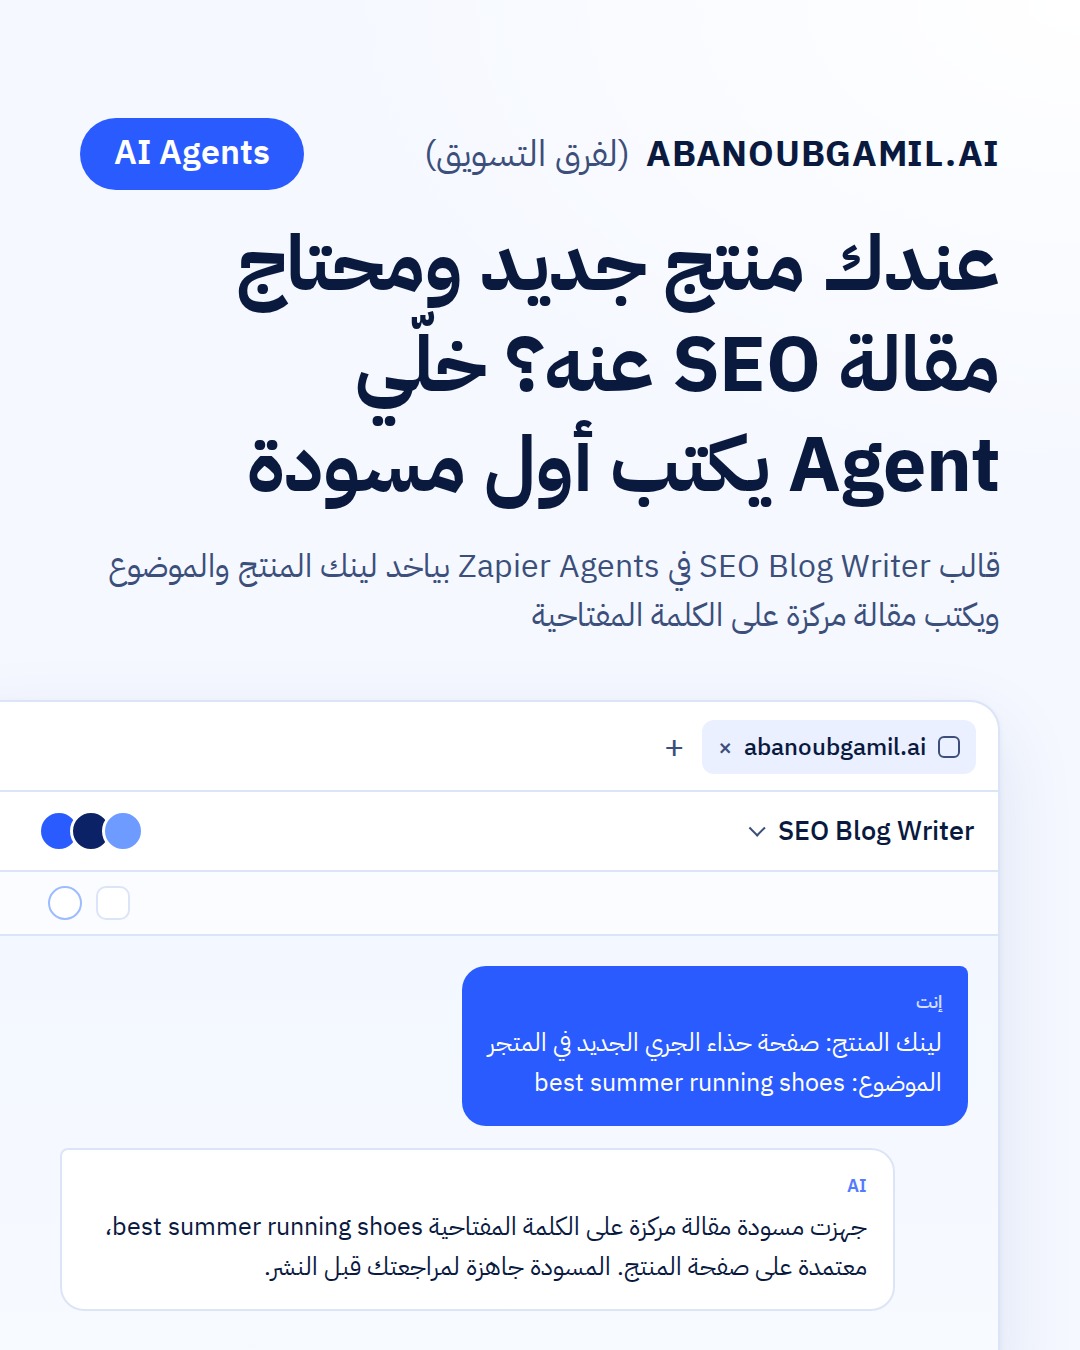 ABANOUBGAMIL.AI (لفرق التسويق)
AI Agents
عندك منتج جديد ومحتاج
مقالة SEO عنه؟ خلّي
Agent يكتب أول مسودة
قالب SEO Blog Writer في Zapier Agents بياخد لينك المنتج والموضوع
ويكتب مقالة مركزة على الكلمة المفتاحية
abanoubgamil.ai × +
SEO Blog Writer
إنت
لينك المنتج: صفحة حذاء الجري الجديد في المتجر
الموضوع: best summer running shoes
AI
جهزت مسودة مقالة مركزة على الكلمة المفتاحية best summer running shoes،
معتمدة على صفحة المنتج. المسودة جاهزة لمراجعتك قبل النشر.